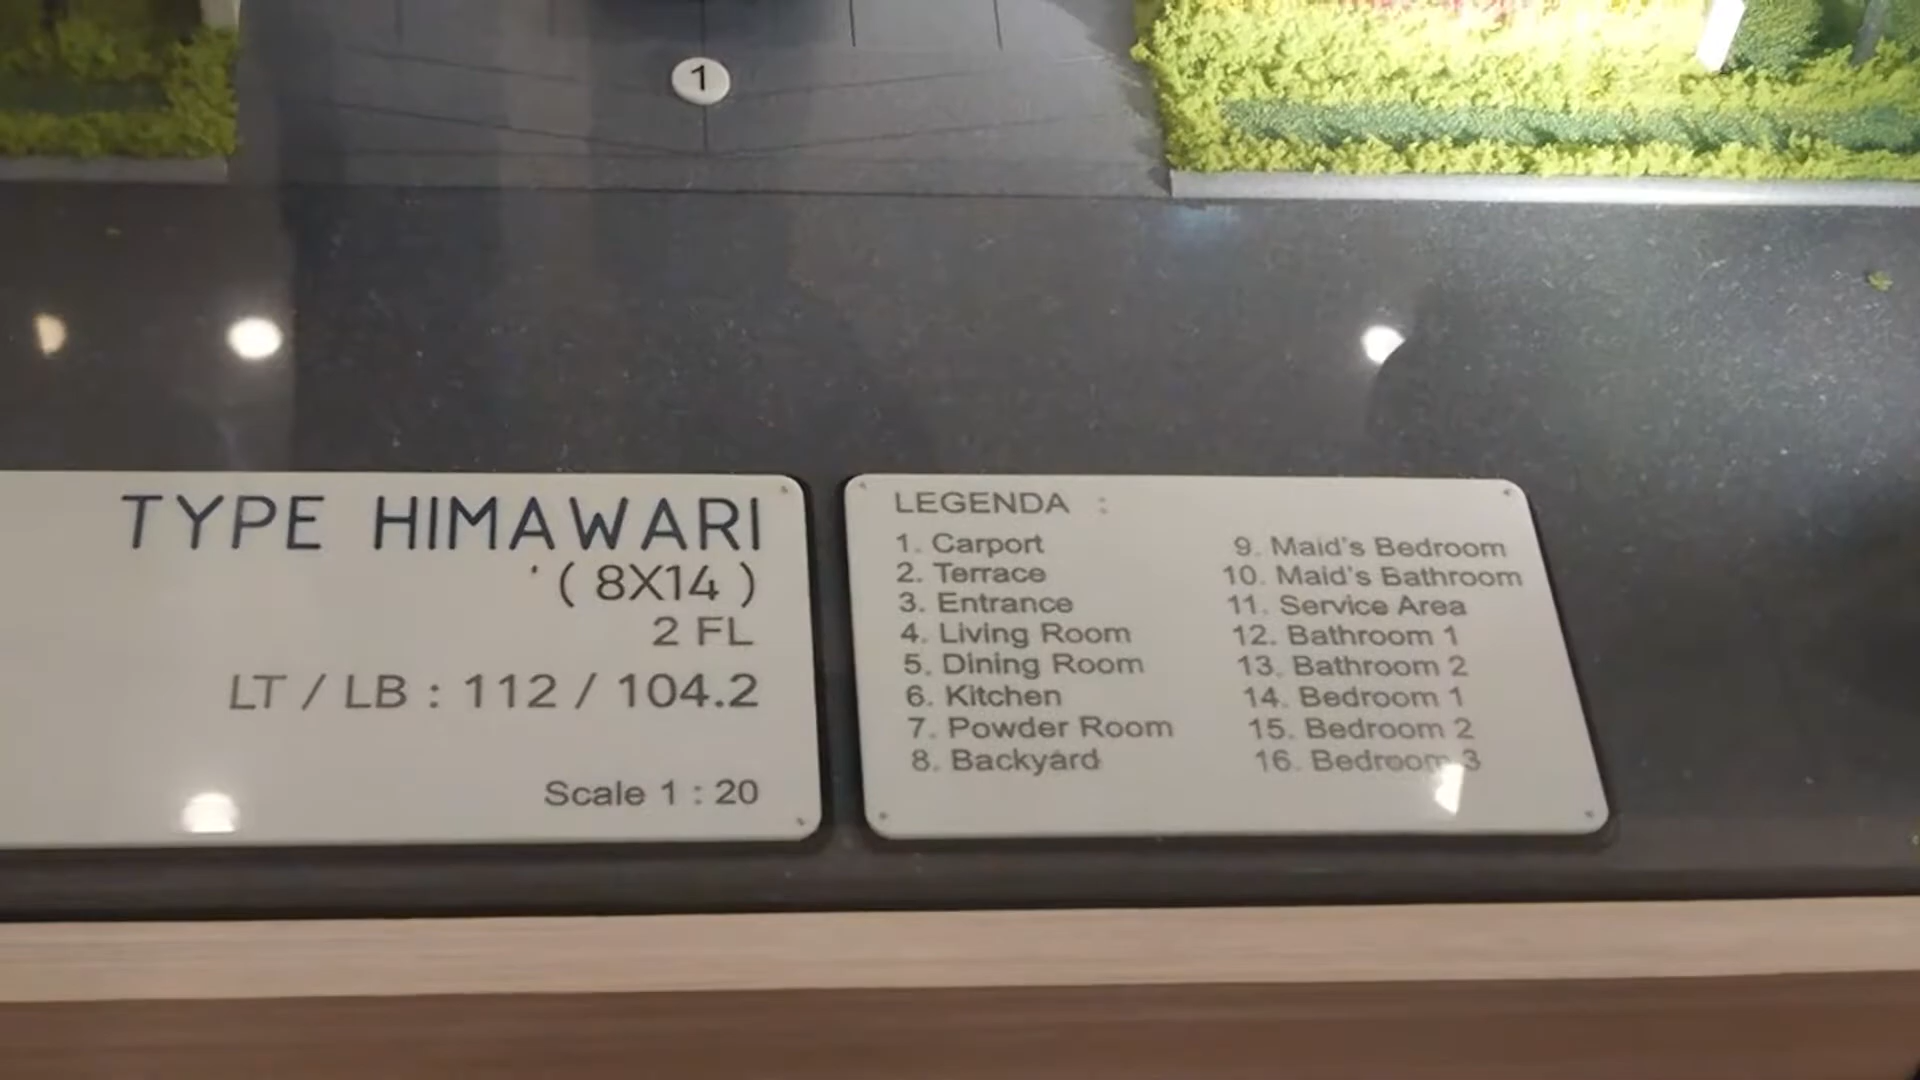 1
TYPE HIMAWARI
( 8X14 )
2 FL
LT / LB : 112 / 104.2
Scale 1 : 20
LEGENDA :
1. Carport
2. Terrace
3. Entrance
4. Living Room
5. Dining Room
6. Kitchen
7. Powder Room
8. Backyard
9. Maid's Bedroom
10. Maid's Bathroom
11. Service Area
12. Bathroom 1
13. Bathroom 2
14. Bedroom 1
15. Bedroom 2
16. Bedroom 3